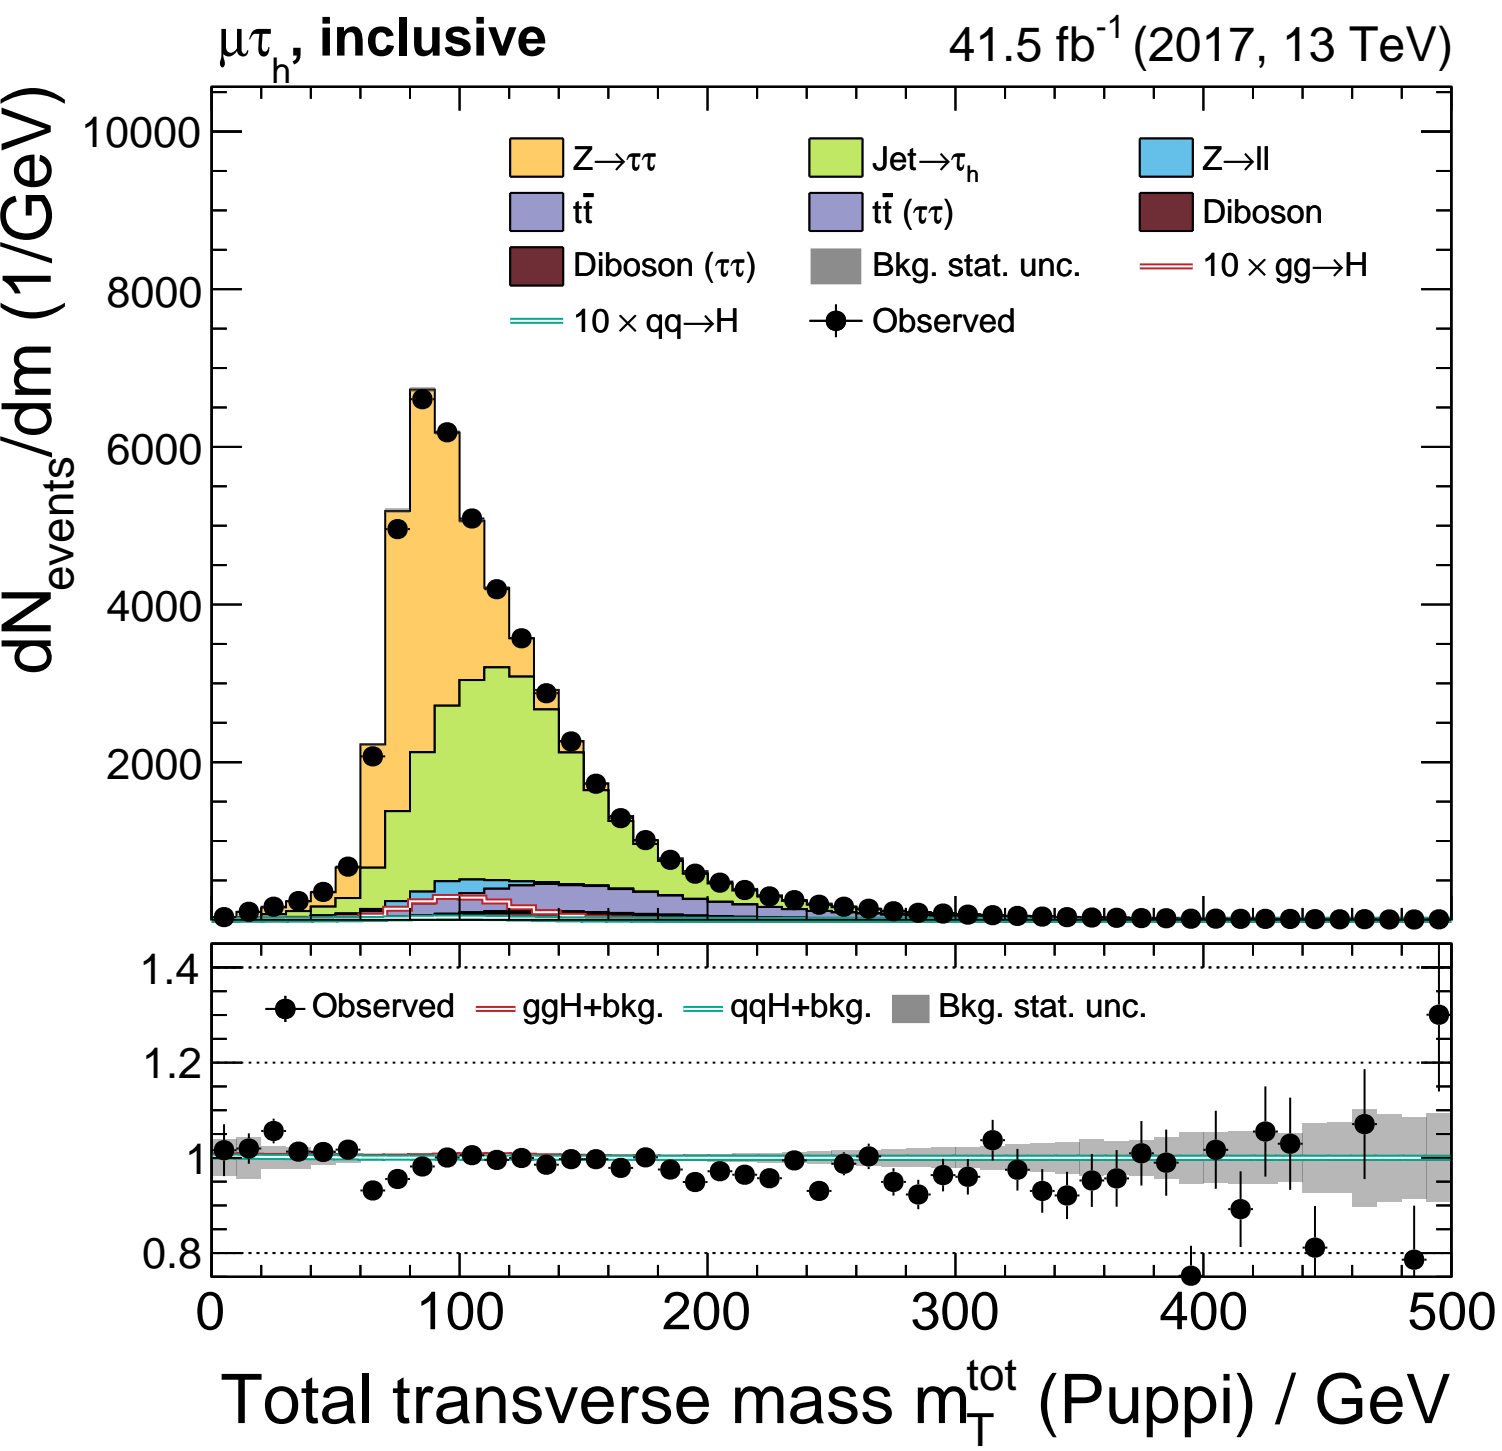 μτh, inclusive 41.5 fb-1 (2017, 13 TeV)
dNevents/dm (1/GeV)
10000
8000
6000
4000
2000
Z→ττ Jet→τh Z→ll
tt̄ tt̄ (ττ) Diboson
Diboson (ττ) Bkg. stat. unc. 10 × gg→H
10 × qq→H Observed
1.4
1.2
1
0.8
Observed ggH+bkg. qqH+bkg. Bkg. stat. unc.
0 100 200 300 400 500
Total transverse mass mTtot (Puppi) / GeV